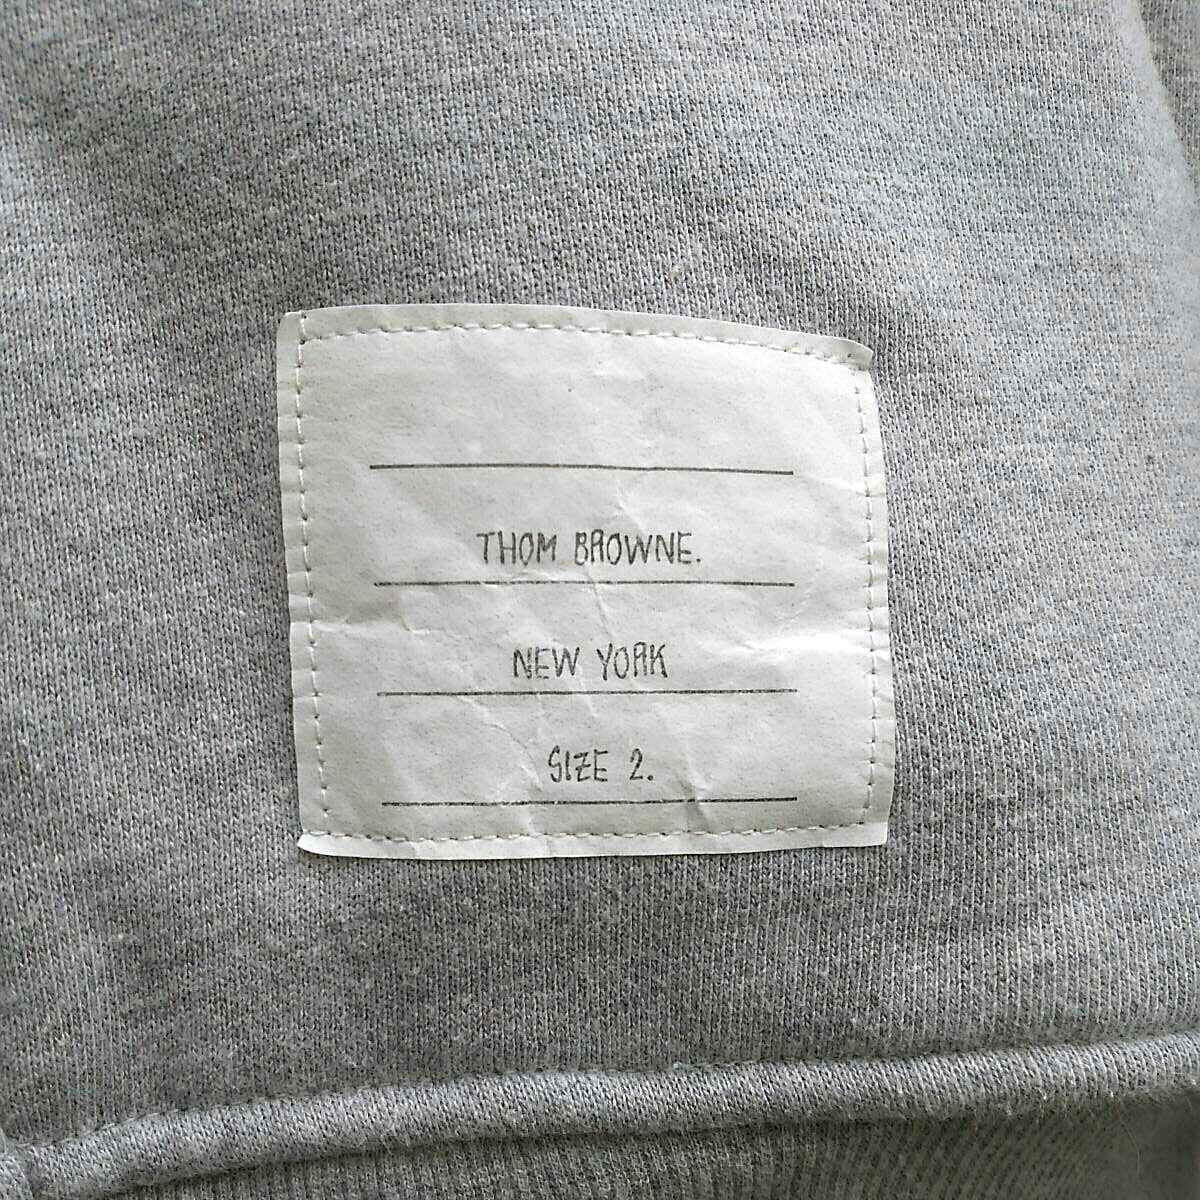 THOM BROWNE.
NEW YORK
SIZE 2.